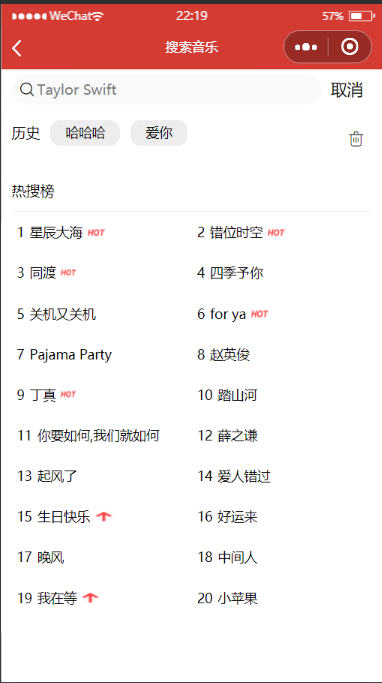 WeChat 22:19 57%
搜索音乐
Taylor Swift 取消
历史 哈哈哈 爱你
热搜榜
1 星辰大海 HOT 2 错位时空 HOT
3 同渡 HOT 4 四季予你
5 关机又关机 6 for ya HOT
7 Pajama Party 8 赵英俊
9 丁真 HOT 10 踏山河
11 你要如何,我们就如何 12 薛之谦
13 起风了 14 爱人错过
15 生日快乐 16 好运来
17 晚风 18 中间人
19 我在等 20 小苹果